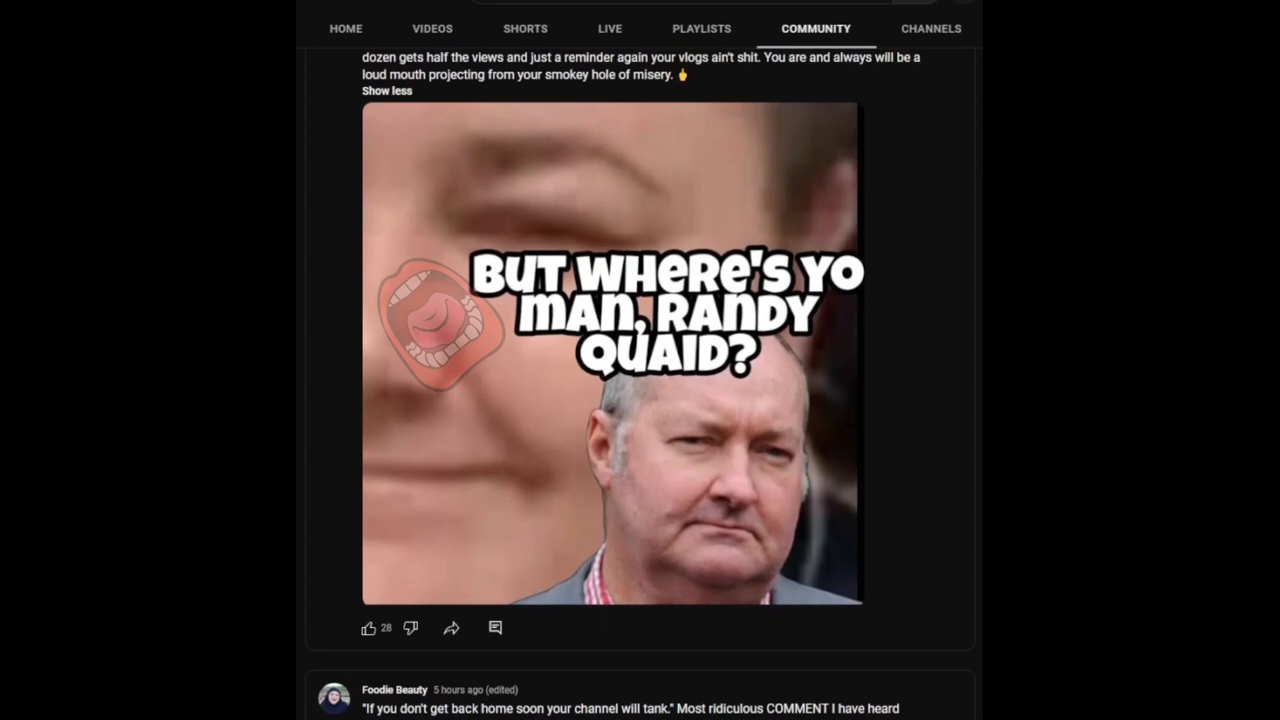 HOME VIDEOS SHORTS LIVE PLAYLISTS COMMUNITY CHANNELS
dozen gets half the views and just a reminder again your vlogs ain't shit. You are and always will be a
loud mouth projecting from your smokey hole of misery. 🖕
Show less
BUT WHERE'S YO
MAN, RANDY
QUAID?
28
Foodie Beauty 5 hours ago (edited)
"If you don't get back home soon your channel will tank." Most ridiculous COMMENT I have heard